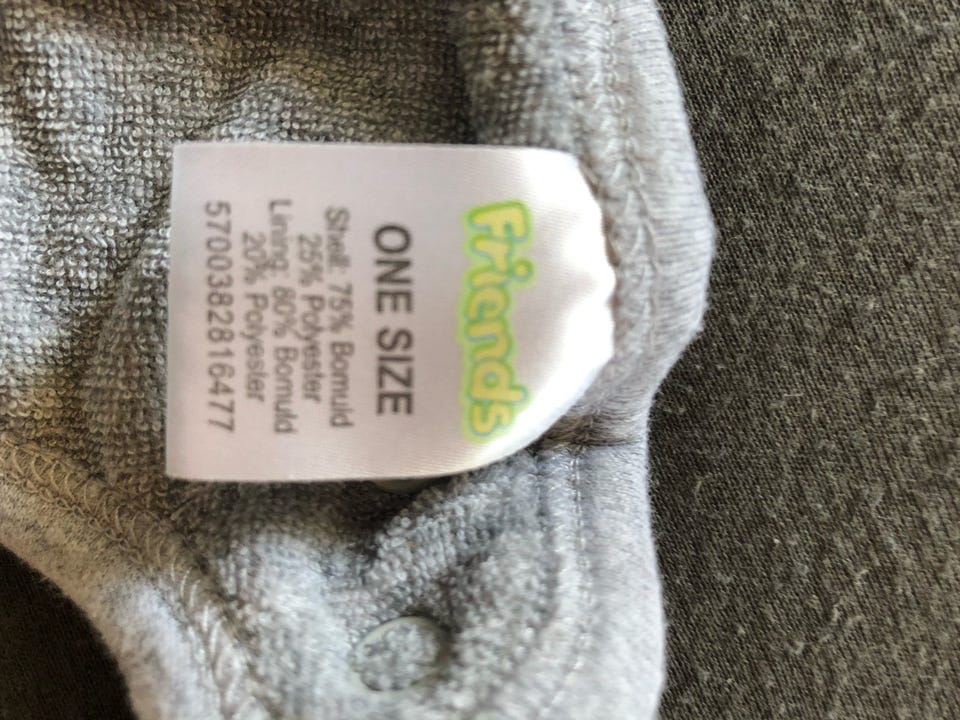 Friends
ONE SIZE
Shell: 75% Bomuld
25% Polyester
Lining: 80% Bomuld
20% Polyester
5700382816477